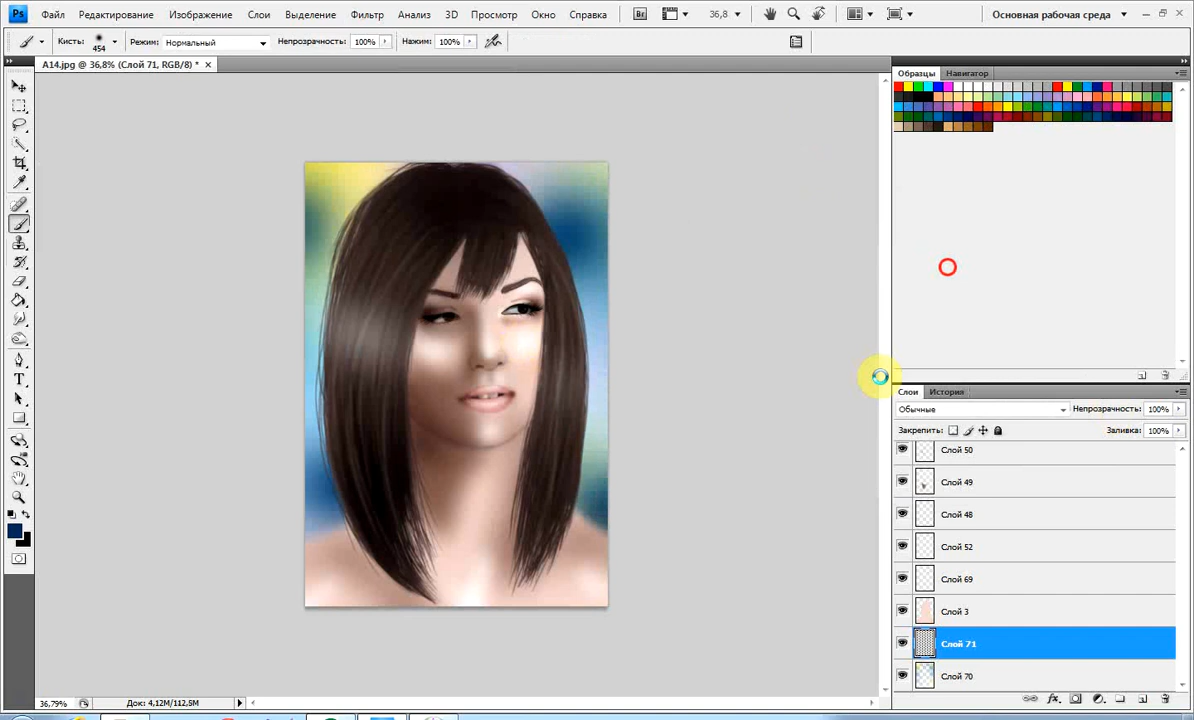 Ps Файл Редактирование Изображение Слои Выделение Фильтр Анализ 3D Просмотр Окно Справка Br 36,8 Основная рабочая среда
Кисть: 454 Режим: Нормальный Непрозрачность: 100% Нажим: 100%
A14.jpg @ 36,8% (Слой 71, RGB/8) *
Образцы Навигатор
Слои История
Обычные Непрозрачность: 100%
Закрепить: Заливка: 100%
Слой 50
Слой 49
Слой 48
Слой 52
Слой 69
Слой 3
Слой 71
Слой 70
36,79% Док: 4,12M/112,5M